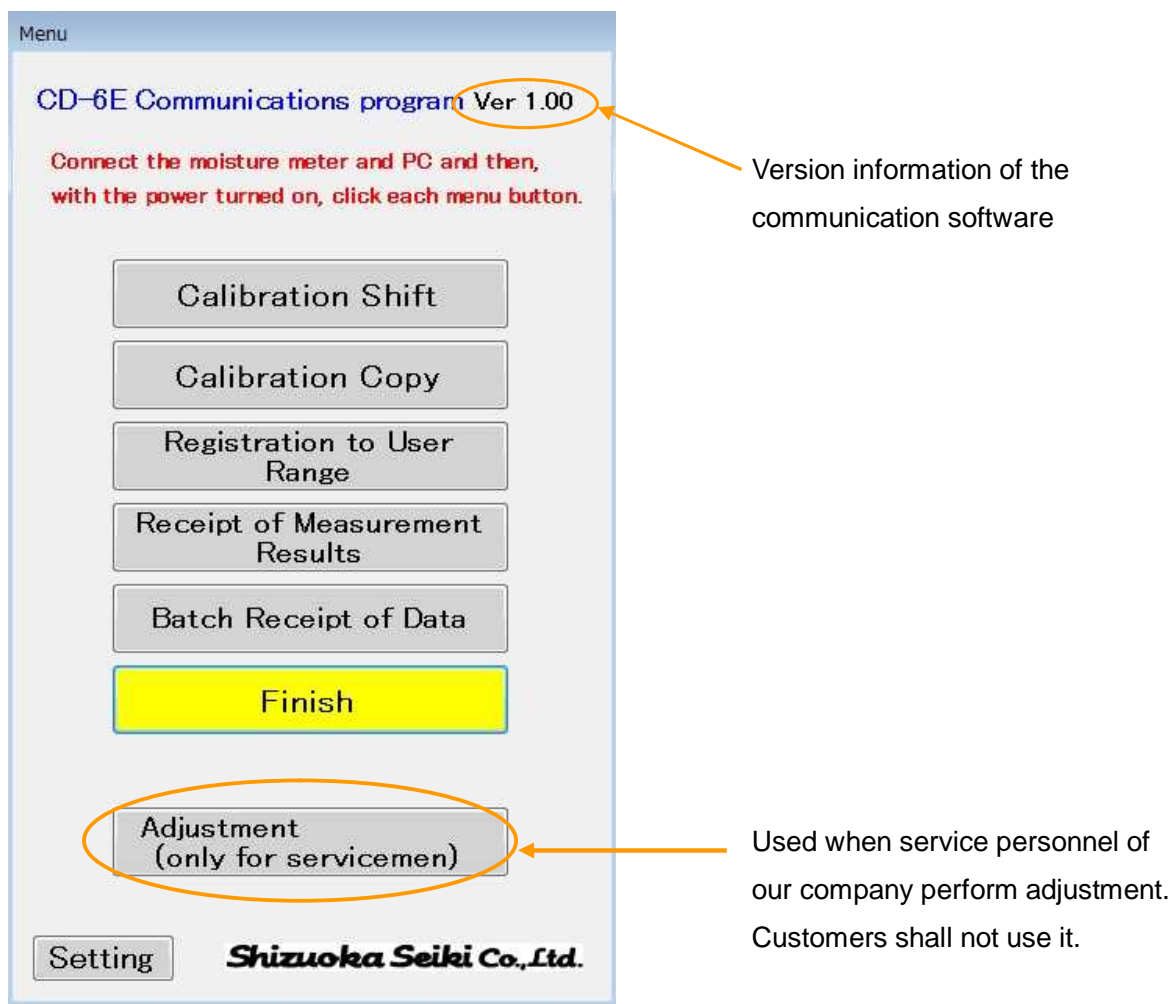 Menu
CD-6E Communications program Ver 1.00
Connect the moisture meter and PC and then,
with the power turned on, click each menu button.
Version information of the
communication software
Calibration Shift
Calibration Copy
Registration to User
Range
Receipt of Measurement
Results
Batch Receipt of Data
Finish
Adjustment
(only for servicemen)
Used when service personnel of
our company perform adjustment.
Customers shall not use it.
Setting
Shizuoka Seiki Co.,Ltd.